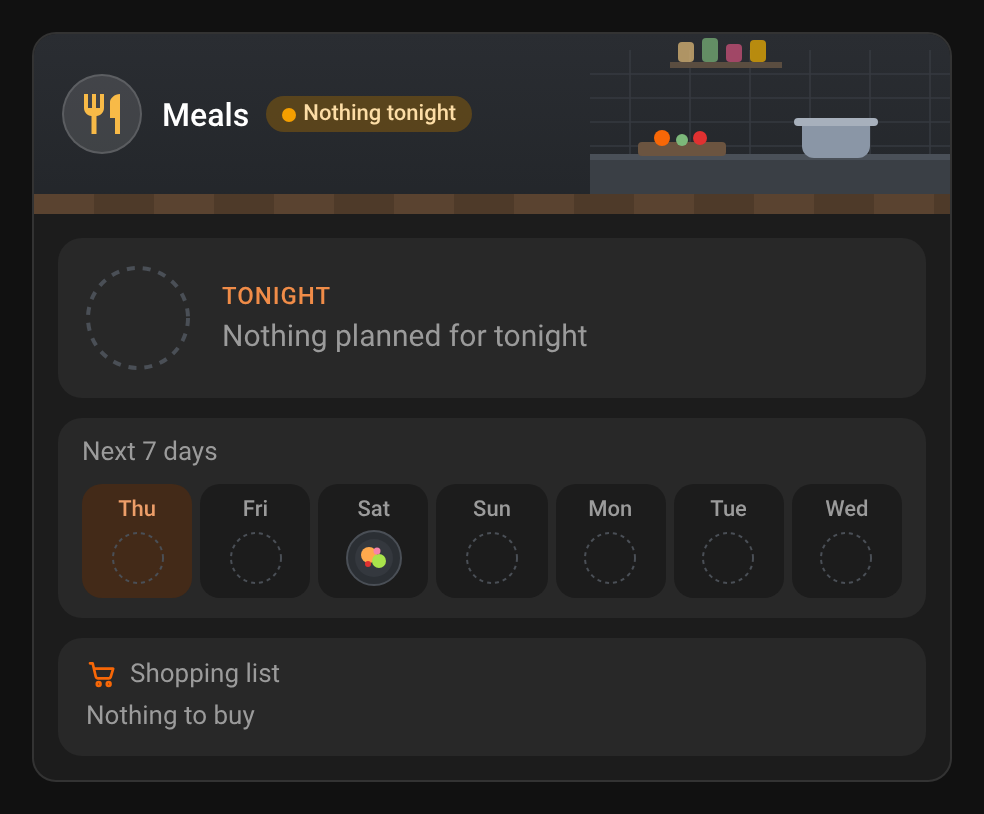 Meals
Nothing tonight
TONIGHT
Nothing planned for tonight
Next 7 days
Thu Fri Sat Sun Mon Tue Wed
Shopping list
Nothing to buy